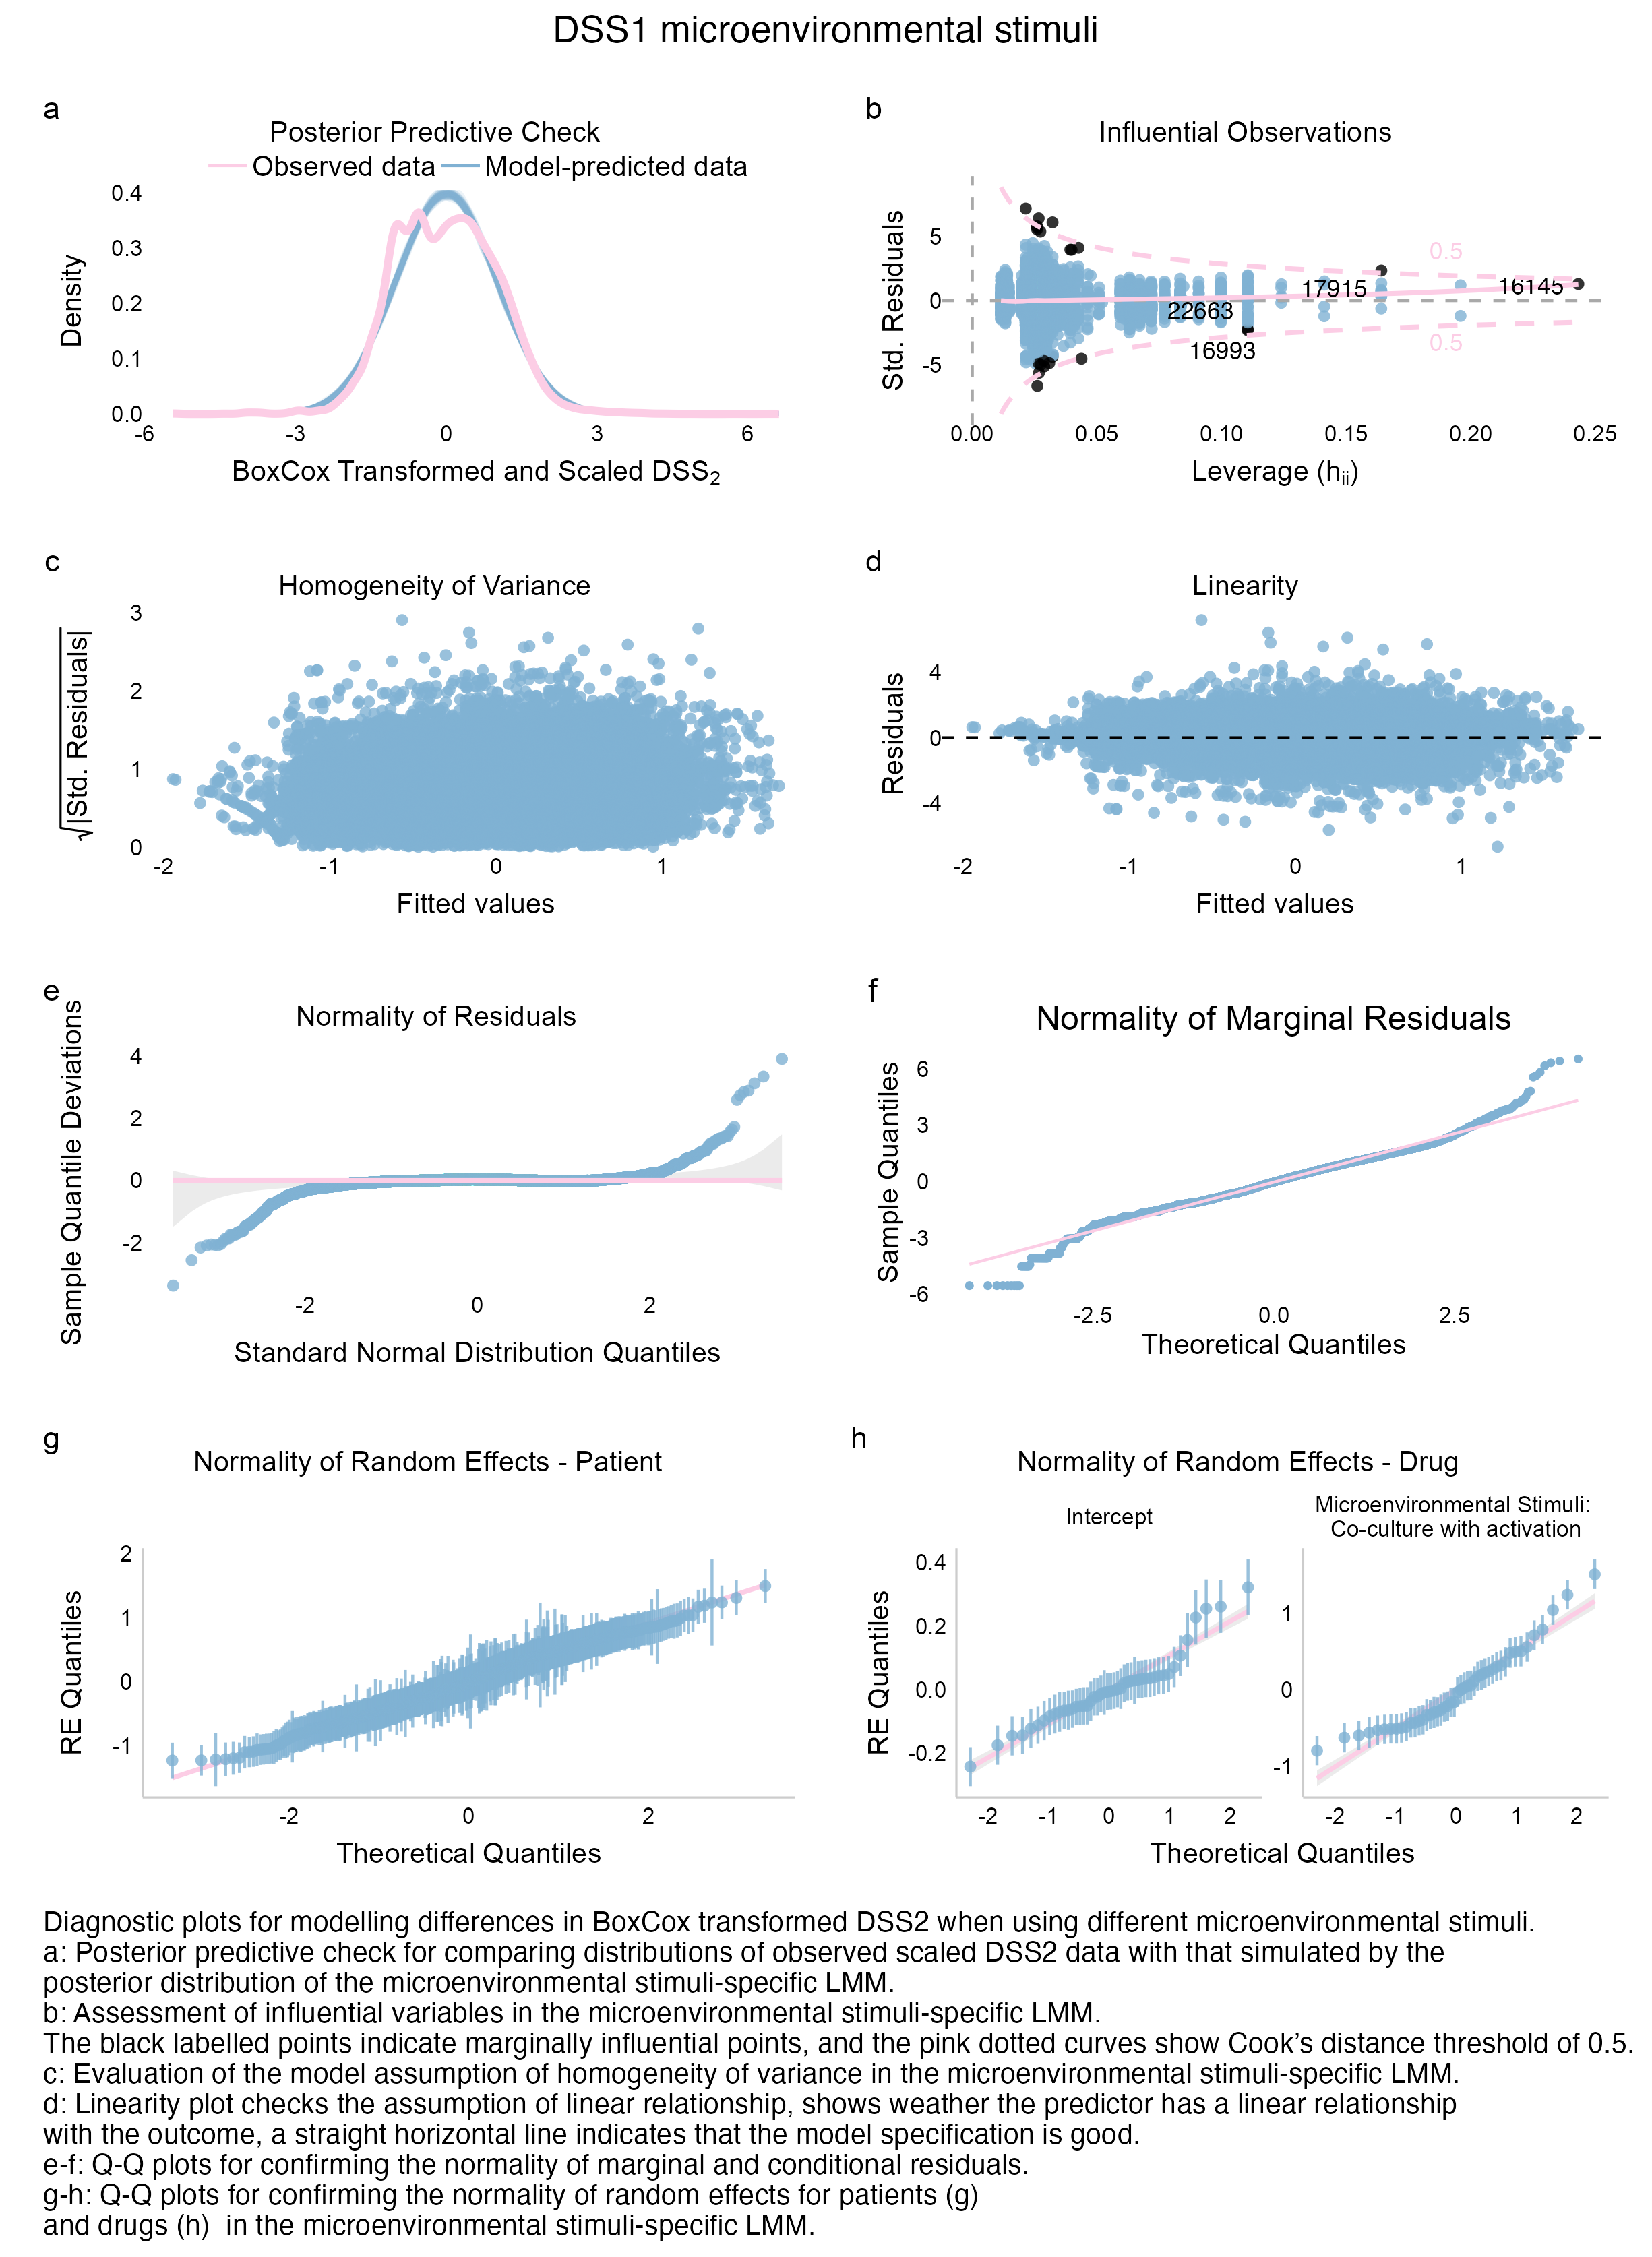 DSS1 microenvironmental stimuli
a
Posterior Predictive Check
Observed data
Model-predicted data
Density
0.4
0.3
0.2
0.1
0.0
-6
-3
0
3
6
BoxCox Transformed and Scaled DSS2
b
Influential Observations
Std. Residuals
5
0
-5
0.5
17915
16145
22663
0.5
16993
0.00
0.05
0.10
0.15
0.20
0.25
Leverage (hii)
c
Homogeneity of Variance
√|Std. Residuals|
3
2
1
0
-2
-1
0
1
Fitted values
d
Linearity
Residuals
4
0
-4
-2
-1
0
1
Fitted values
e
Normality of Residuals
Sample Quantile Deviations
4
2
0
-2
-2
0
2
Standard Normal Distribution Quantiles
f
Normality of Marginal Residuals
Sample Quantiles
6
3
0
-3
-6
-2.5
0.0
2.5
Theoretical Quantiles
g
Normality of Random Effects - Patient
RE Quantiles
2
1
0
-1
-2
0
2
Theoretical Quantiles
h
Normality of Random Effects - Drug
Intercept
Microenvironmental Stimuli:
Co-culture with activation
RE Quantiles
0.4
0.2
0.0
-0.2
-2
-1
0
1
2
1
0
-1
-2
-1
0
1
2
Theoretical Quantiles
Diagnostic plots for modelling differences in BoxCox transformed DSS2 when using different microenvironmental stimuli.
a: Posterior predictive check for comparing distributions of observed scaled DSS2 data with that simulated by the
posterior distribution of the microenvironmental stimuli-specific LMM.
b: Assessment of influential variables in the microenvironmental stimuli-specific LMM.
The black labelled points indicate marginally influential points, and the pink dotted curves show Cook’s distance threshold of 0.5.
c: Evaluation of the model assumption of homogeneity of variance in the microenvironmental stimuli-specific LMM.
d: Linearity plot checks the assumption of linear relationship, shows weather the predictor has a linear relationship
with the outcome, a straight horizontal line indicates that the model specification is good.
e-f: Q-Q plots for confirming the normality of marginal and conditional residuals.
g-h: Q-Q plots for confirming the normality of random effects for patients (g)
and drugs (h) in the microenvironmental stimuli-specific LMM.